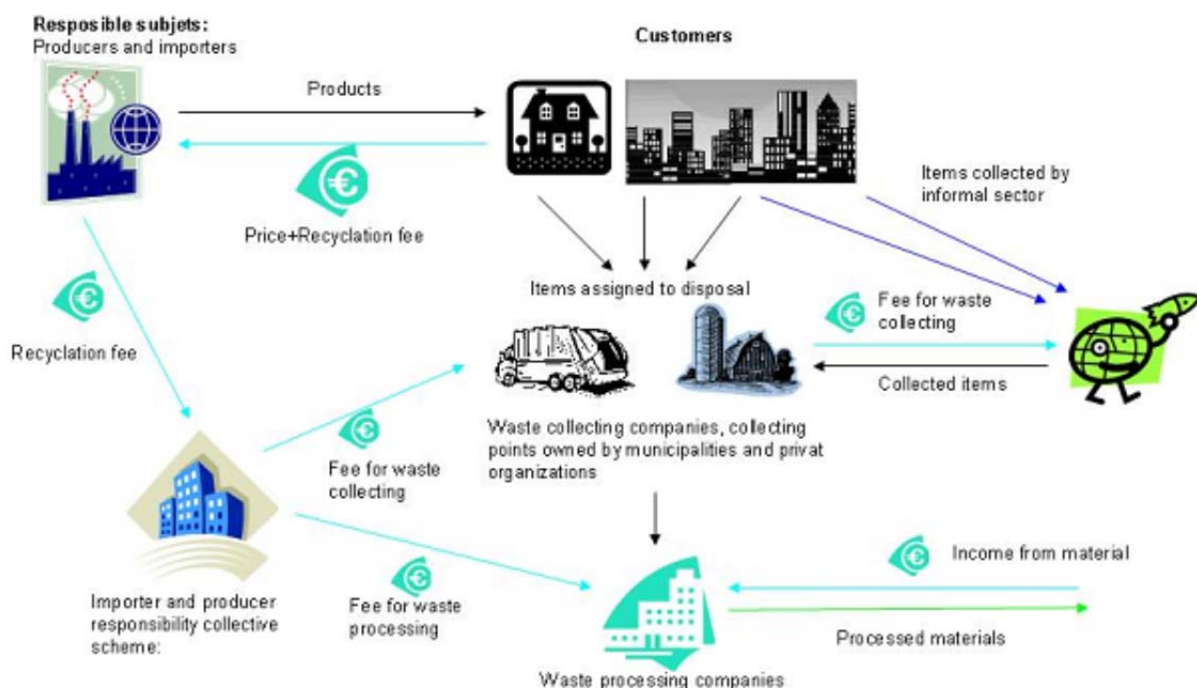 Resposible subjets:
Producers and importers
Customers
Products
Price+Recyclation fee
Items collected by
informal sector
Items assigned to disposal
Fee for waste
collecting
Collected items
Recyclation fee
Waste collecting companies, collecting
points owned by municipalities and privat
organizations
Fee for waste
collecting
Importer and producer
responsibility collective
scheme:
Fee for waste
processing
Income from material
Processed materials
Waste processing companies